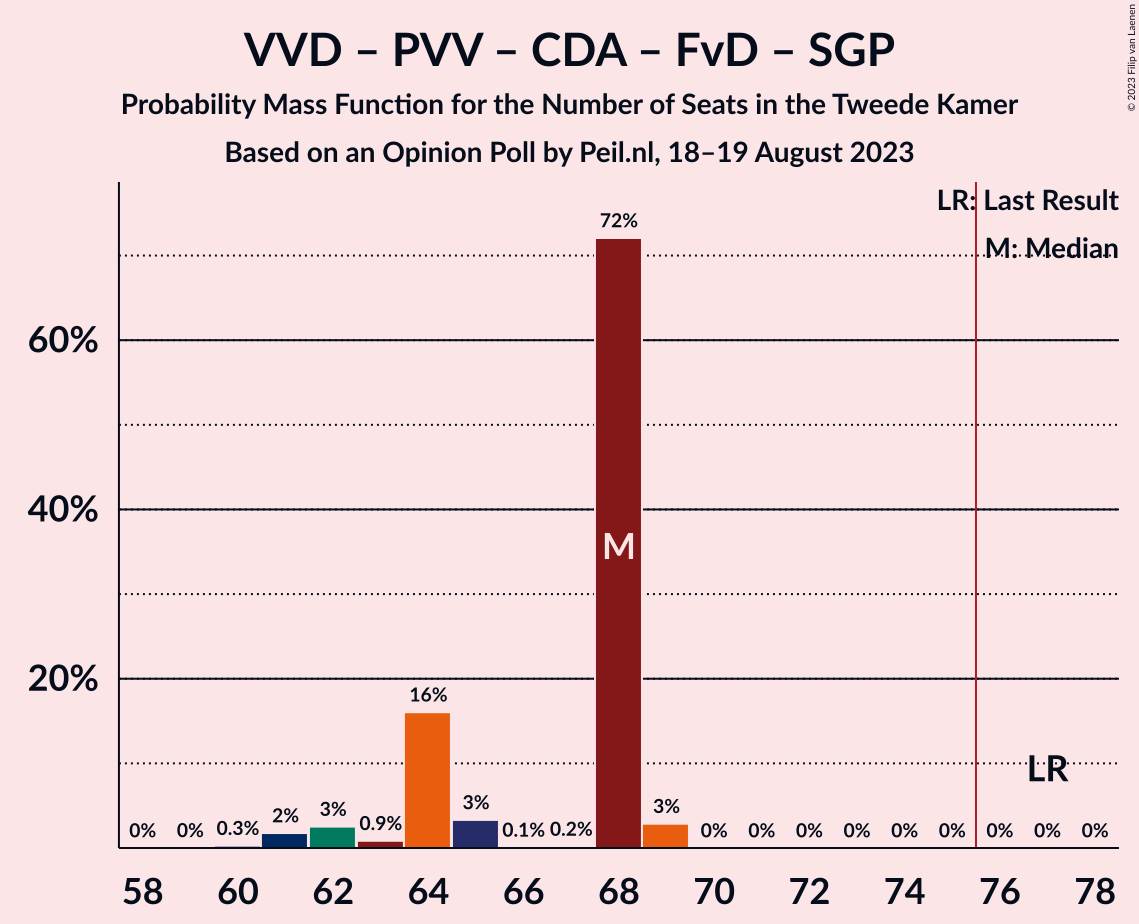 VVD – PVV – CDA – FvD – SGP
Probability Mass Function for the Number of Seats in the Tweede Kamer
Based on an Opinion Poll by Peil.nl, 18–19 August 2023
© 2023 Filip van Laenen
LR: Last Result
M: Median
60%
40%
20%
0% 0% 0.3% 2% 3% 0.9% 16% 3% 0.1% 0.2% 72% 3% 0% 0% 0% 0% 0% 0% 0% 0% 0%
M
LR
58 60 62 64 66 68 70 72 74 76 78